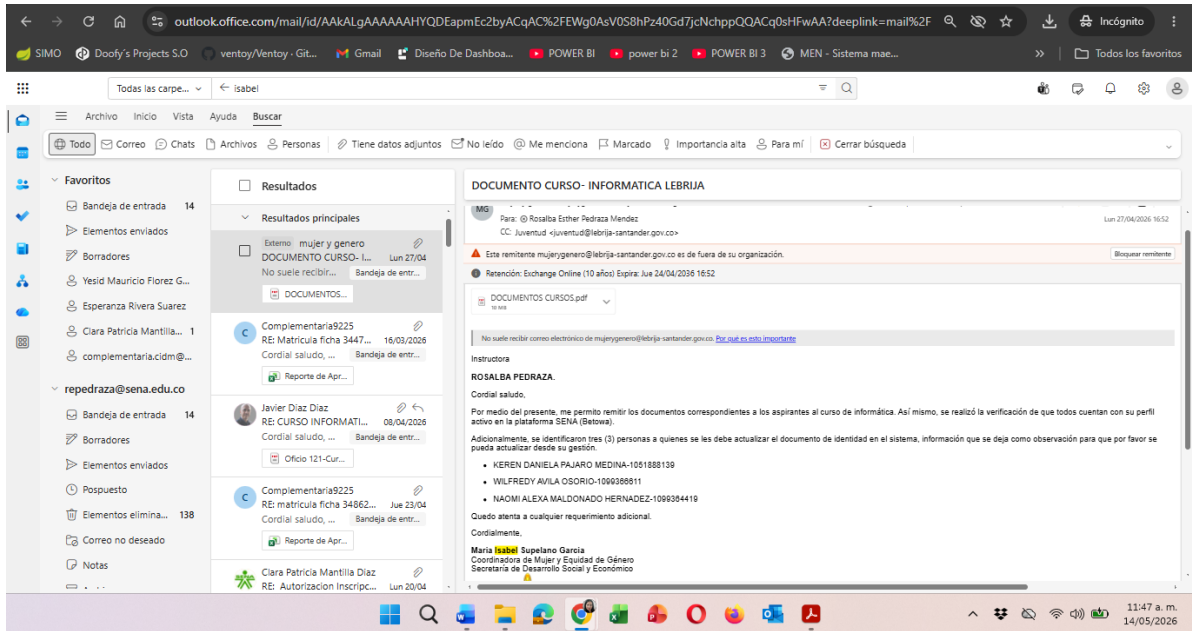 outlook.office.com/mail/id/AAkALgAAAAAAHYQDEapmEc2byACqAC%2FEWg0AsV0S8hPz40Gd7jcNchppQQACq0sHFwAA?deeplink=mail%2F
Incógnito
SIMO Doofy's Projects S.O ventoy/Ventoy · Git... Gmail Diseño De Dashboa... POWER BI power bi 2 POWER BI 3 MEN - Sistema mae... » Todos los favoritos
Todas las carpe... isabel
Archivo Inicio Vista Ayuda Buscar
Todo Correo Chats Archivos Personas Tiene datos adjuntos No leído Me menciona Marcado Importancia alta Para mí Cerrar búsqueda
Favoritos
Bandeja de entrada 14
Elementos enviados
Borradores
Yesid Mauricio Florez G...
Esperanza Rivera Suarez
Clara Patricia Mantilla... 1
complementaria.cidm@...
repedraza@sena.edu.co
Bandeja de entrada 14
Borradores
Elementos enviados
Pospuesto
Elementos elimina... 138
Correo no deseado
Notas
Resultados
Resultados principales
Externo mujer y genero
DOCUMENTO CURSO- I... Lun 27/04
No suele recibir... Bandeja de entr...
DOCUMENTOS...
C
Complementaria9225
RE: Matricula ficha 3447... 16/03/2026
Cordial saludo, ... Bandeja de entr...
Reporte de Apr...
Javier Diaz Diaz
RE: CURSO INFORMATI... 08/04/2026
Cordial saludo, ... Bandeja de entr...
Oficio 121-Cur...
C
Complementaria9225
RE: matricula ficha 34862... Jue 23/04
Cordial saludo, ... Bandeja de entr...
Reporte de Apr...
Clara Patricia Mantilla Diaz
RE: Autorizacion Inscripc... Lun 20/04
DOCUMENTO CURSO- INFORMATICA LEBRIJA
MG
Para: Rosalba Esther Pedraza Mendez
Lun 27/04/2026 16:52
CC: Juventud <juventud@lebrija-santander.gov.co>
Este remitente mujerygenero@lebrija-santander.gov.co es de fuera de su organización.
Bloquear remitente
Retención: Exchange Online (10 años) Expira: Jue 24/04/2036 16:52
DOCUMENTOS CURSOS.pdf
10 MB
No suele recibir correo electrónico de mujerygenero@lebrija-santander.gov.co. Por qué es esto importante
Instructora
ROSALBA PEDRAZA.
Cordial saludo,
Por medio del presente, me permito remitir los documentos correspondientes a los aspirantes al curso de informática. Así mismo, se realizó la verificación de que todos cuentan con su perfil
activo en la plataforma SENA (Betowa).
Adicionalmente, se identificaron tres (3) personas a quienes se les debe actualizar el documento de identidad en el sistema, información que se deja como observación para que por favor se
pueda actualizar desde su gestión.
• KEREN DANIELA PAJARO MEDINA-1051888139
• WILFREDY AVILA OSORIO-1099366611
• NAOMI ALEXA MALDONADO HERNADEZ-1099364419
Quedo atenta a cualquier requerimiento adicional.
Cordialmente,
Maria Isabel Supelano Garcia
Coordinadora de Mujer y Equidad de Género
Secretaría de Desarrollo Social y Económico
11:47 a. m.
14/05/2026